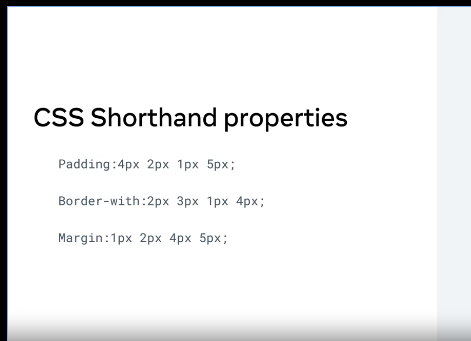 CSS Shorthand properties
Padding:4px 2px 1px 5px;
Border-with:2px 3px 1px 4px;
Margin:1px 2px 4px 5px;